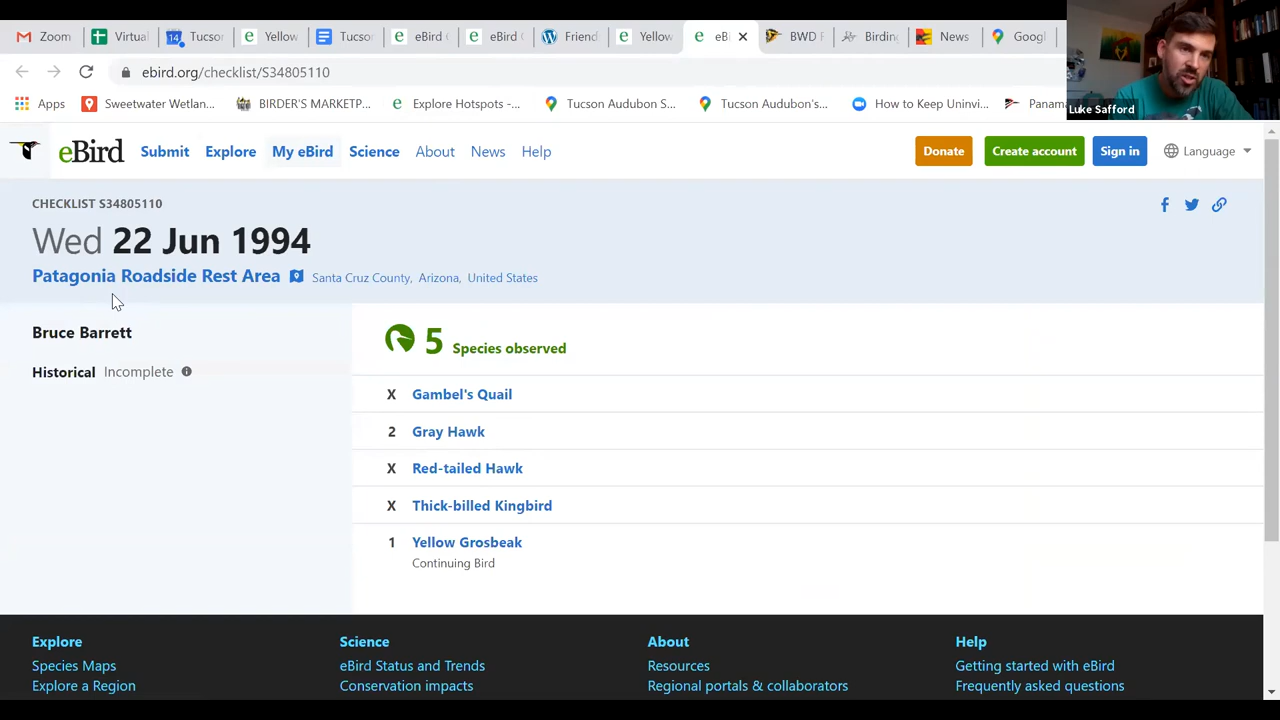 Zoom
Virtual
14
Tucso
Yellow
Tucso
eBird
eBird
Friend
Yellow
eBi
BWD F
Birding
News
Googl
ebird.org/checklist/S34805110
Luke Safford
Apps
Sweetwater Wetlan...
BIRDER'S MARKETP...
Explore Hotspots -...
Tucson Audubon S...
Tucson Audubon's...
How to Keep Uninvi...
Panam
eBird
Submit
Explore
My eBird
Science
About
News
Help
Donate
Create account
Sign in
Language
CHECKLIST S34805110
Wed 22 Jun 1994
Patagonia Roadside Rest Area
Santa Cruz County, Arizona, United States
Bruce Barrett
Historical Incomplete
5 Species observed
X Gambel's Quail
2 Gray Hawk
X Red-tailed Hawk
X Thick-billed Kingbird
1 Yellow Grosbeak
Continuing Bird
Explore
Science
About
Help
Species Maps
eBird Status and Trends
Resources
Getting started with eBird
Explore a Region
Conservation impacts
Regional portals & collaborators
Frequently asked questions